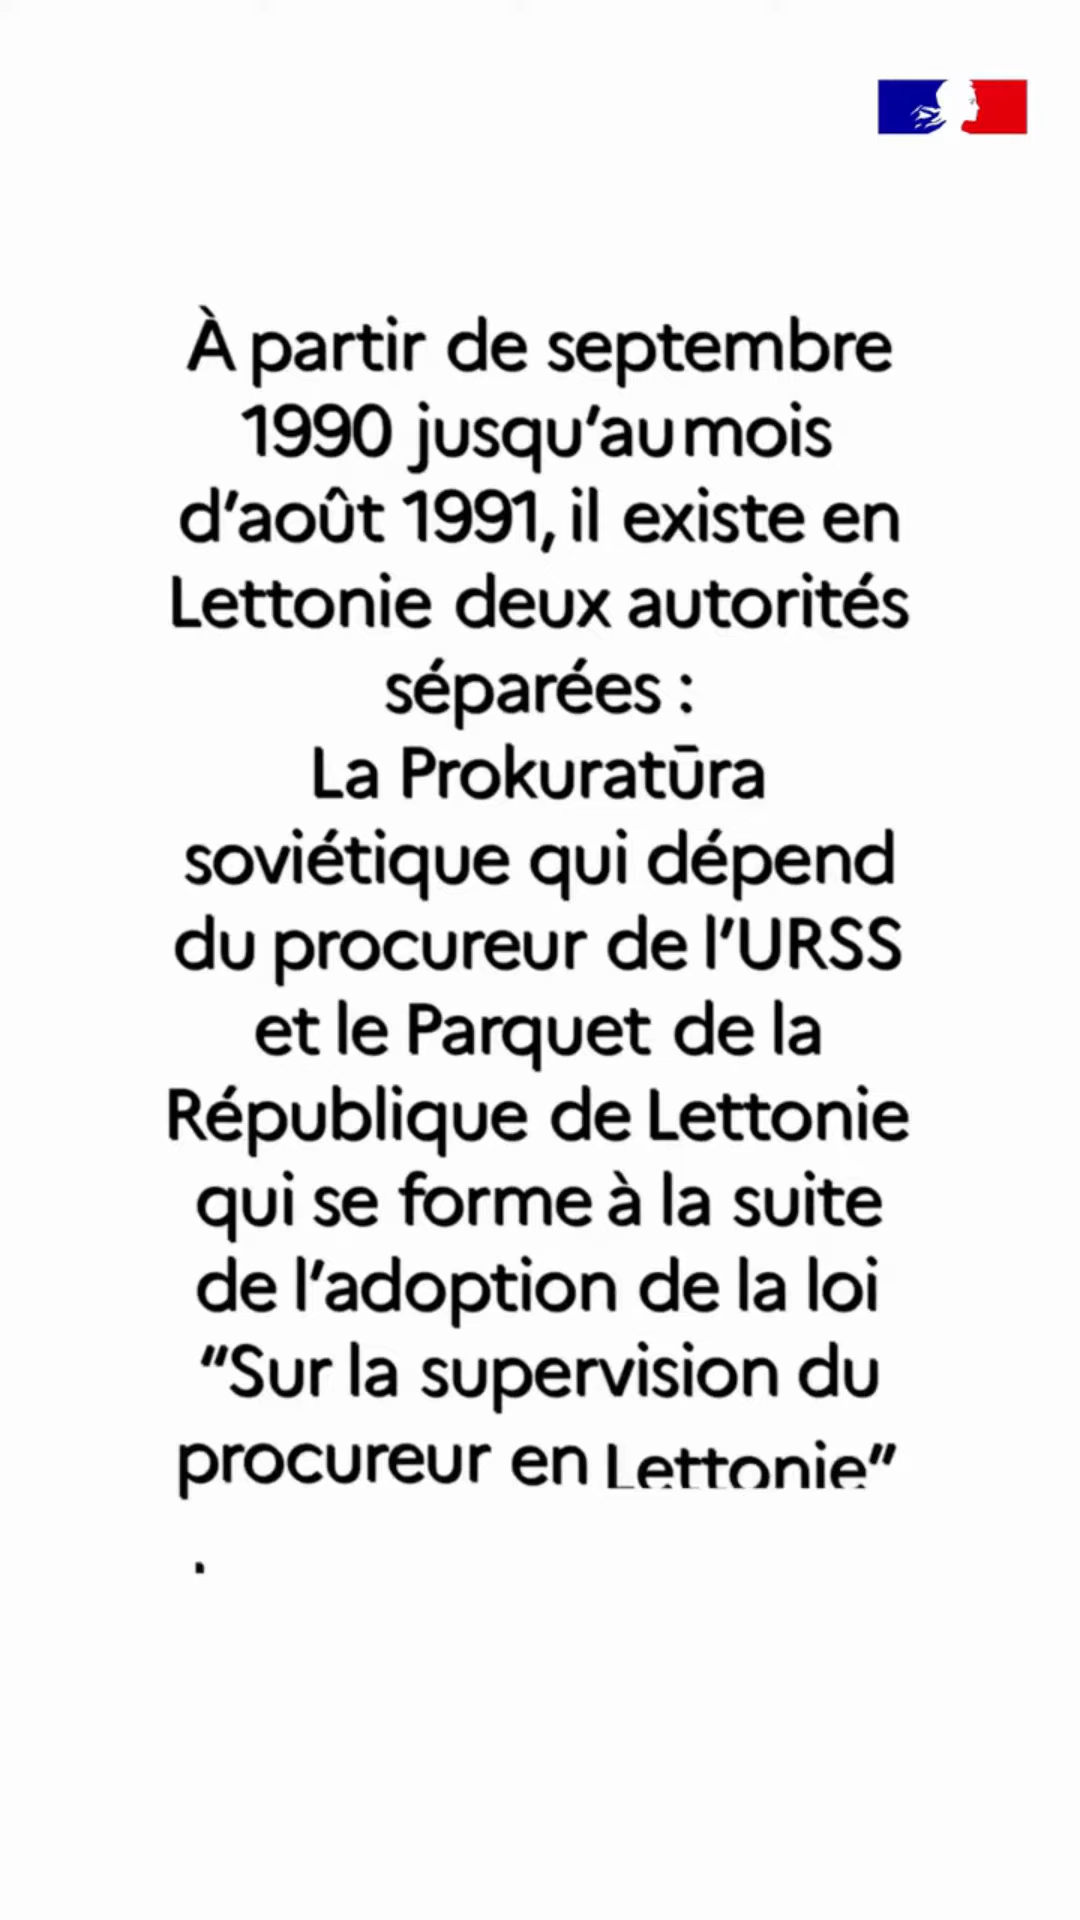 À partir de septembre
1990 jusqu’au mois
d’août 1991, il existe en
Lettonie deux autorités
séparées :
La Prokuratūra
soviétique qui dépend
du procureur de l’URSS
et le Parquet de la
République de Lettonie
qui se forme à la suite
de l’adoption de la loi
“Sur la supervision du
procureur en Lettonie”